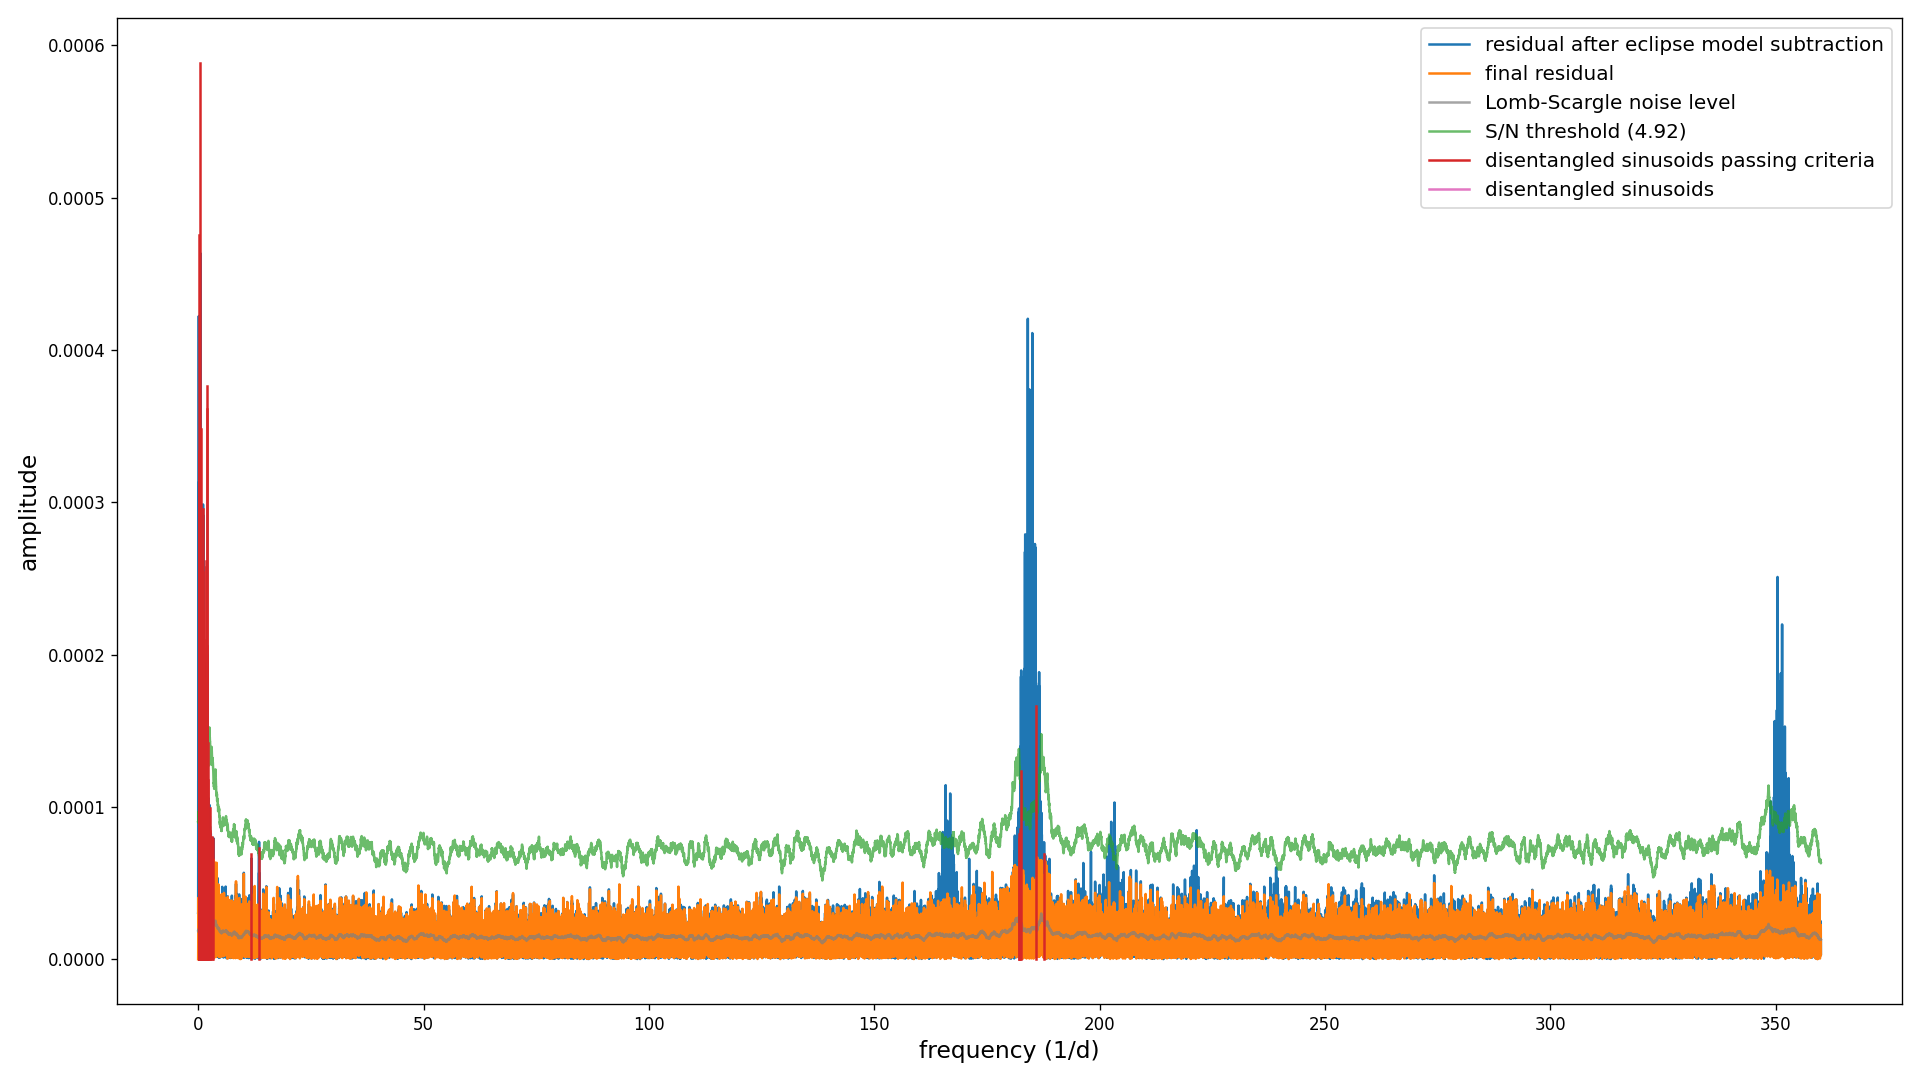 residual after eclipse model subtraction
final residual
Lomb-Scargle noise level
S/N threshold (4.92)
disentangled sinusoids passing criteria
disentangled sinusoids
amplitude
0.0006
0.0005
0.0004
0.0003
0.0002
0.0001
0.0000
0 50 100 150 200 250 300 350
frequency (1/d)